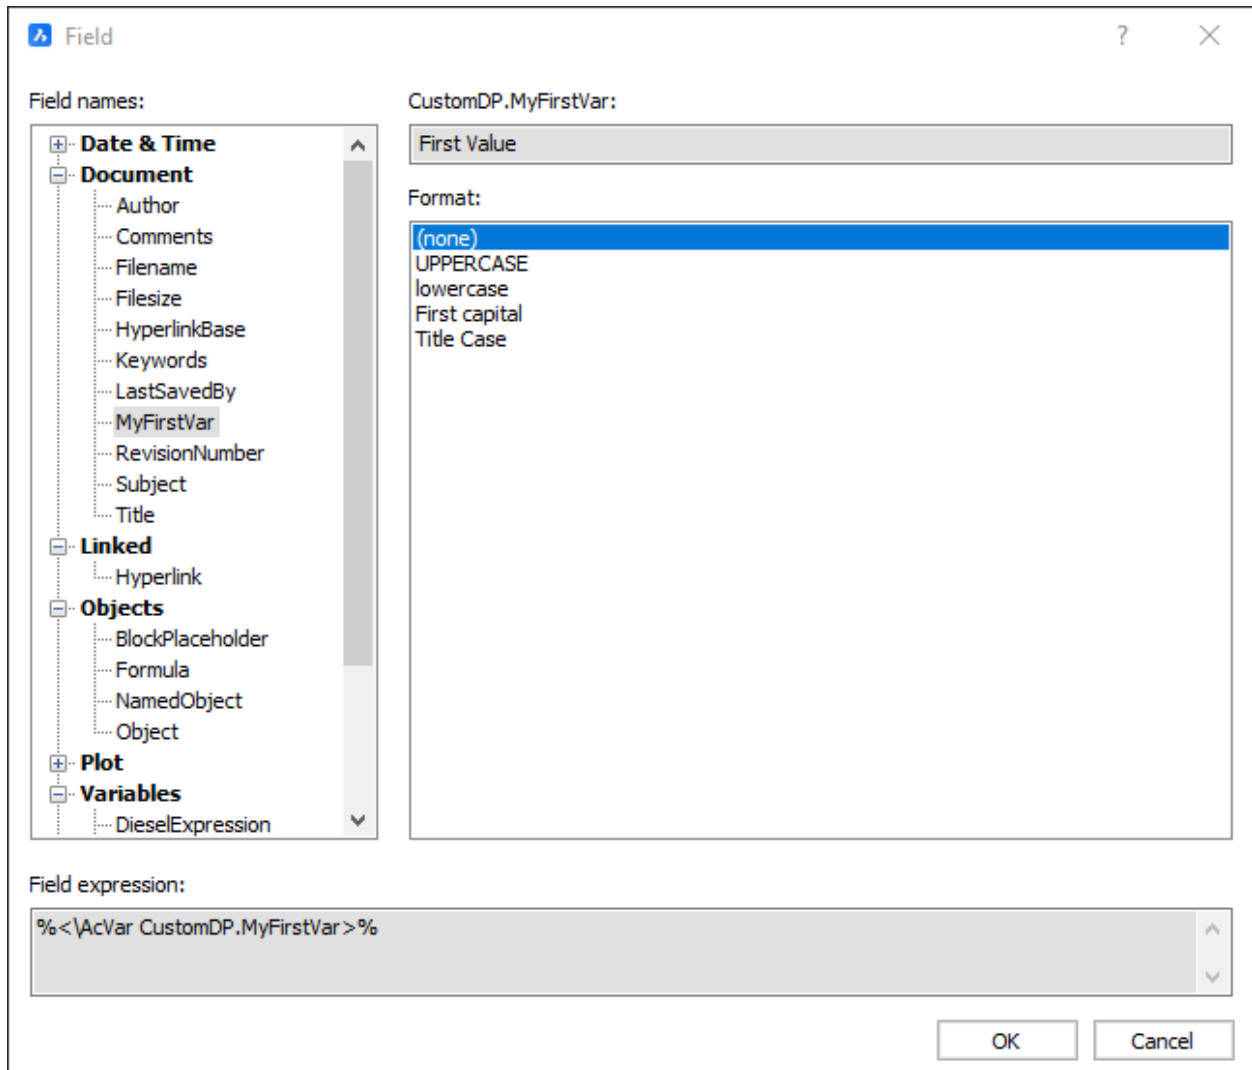 Field
?
Field names:
Date & Time
Document
Author
Comments
Filename
Filesize
HyperlinkBase
Keywords
LastSavedBy
MyFirstVar
RevisionNumber
Subject
Title
Linked
Hyperlink
Objects
BlockPlaceholder
Formula
NamedObject
Object
Plot
Variables
DieselExpression
CustomDP.MyFirstVar:
First Value
Format:
(none)
UPPERCASE
lowercase
First capital
Title Case
Field expression:
%<\AcVar CustomDP.MyFirstVar>%
OK
Cancel